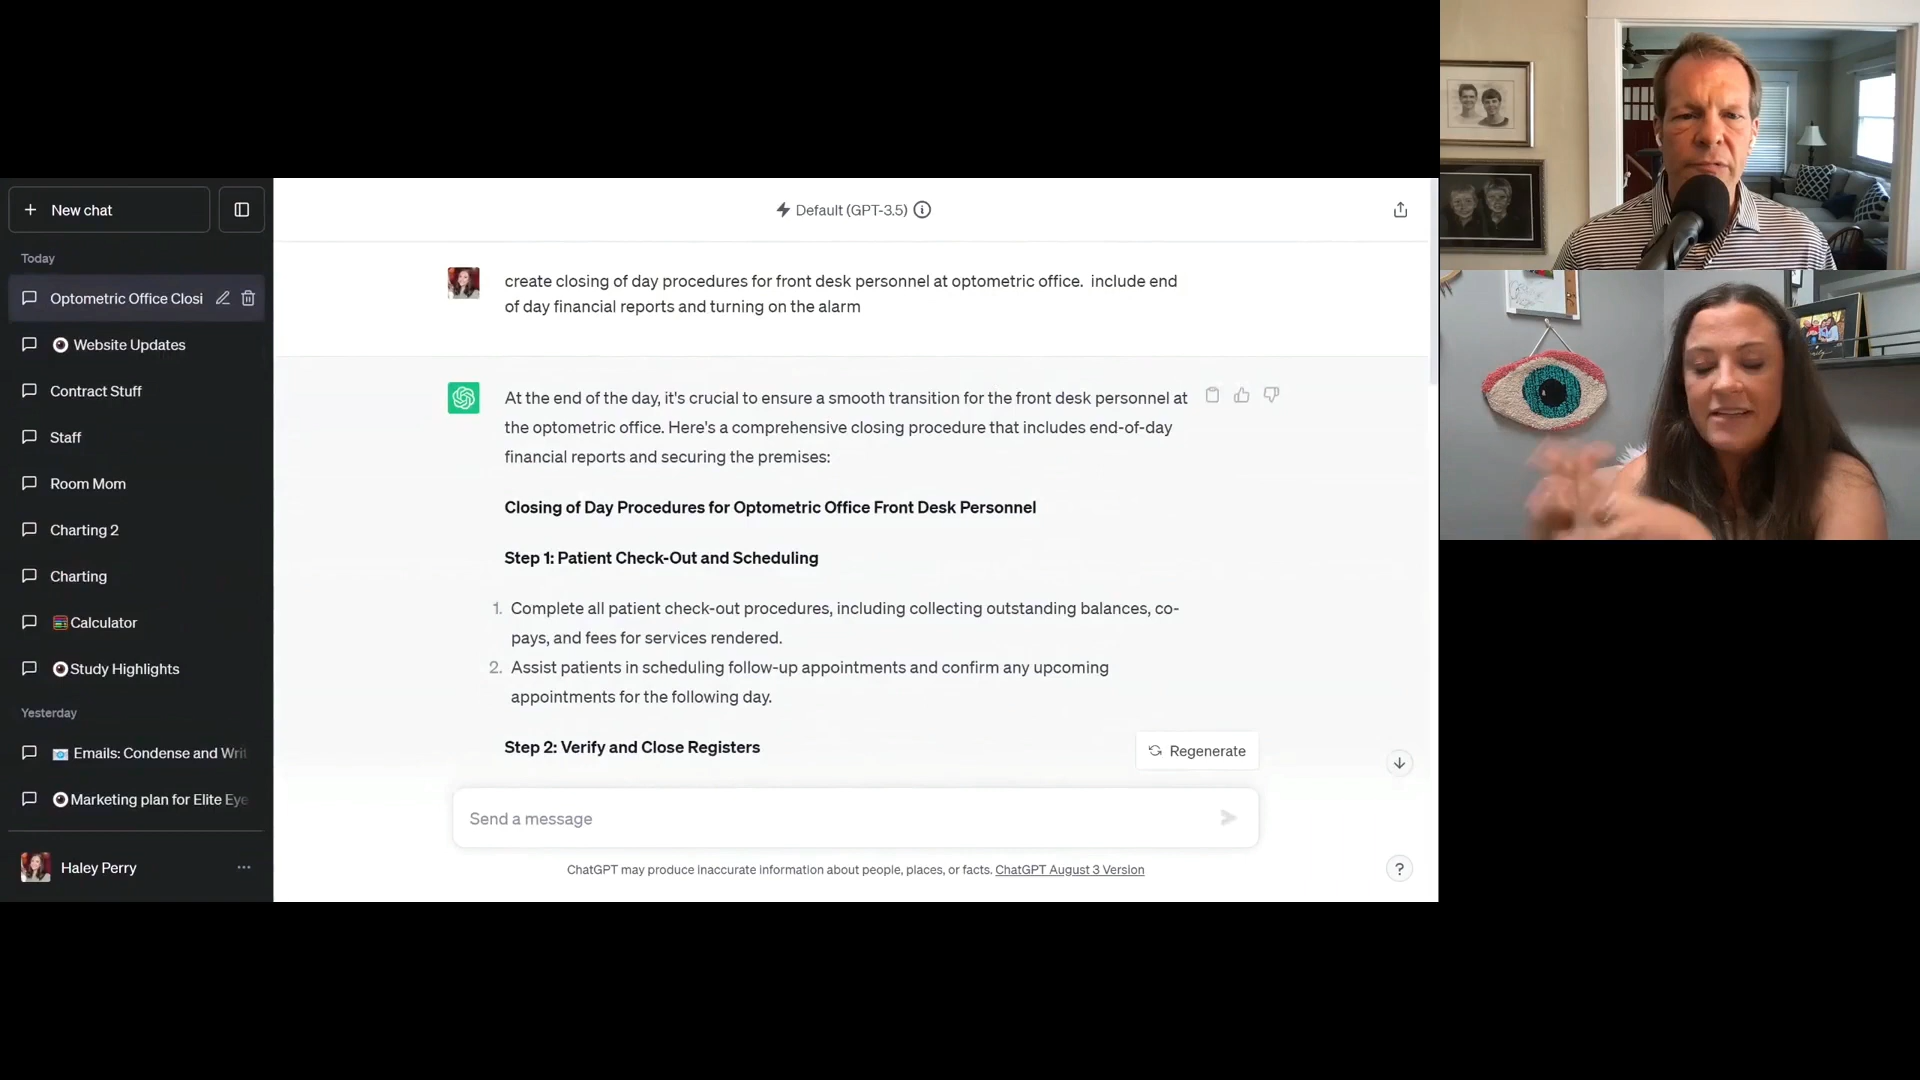 New chat
Today
Optometric Office Closi
Website Updates
Contract Stuff
Staff
Room Mom
Charting 2
Charting
Calculator
Study Highlights
Yesterday
Emails: Condense and Writ
Marketing plan for Elite Eye
Haley Perry
Default (GPT-3.5)
create closing of day procedures for front desk personnel at optometric office.  include end
of day financial reports and turning on the alarm
At the end of the day, it's crucial to ensure a smooth transition for the front desk personnel at
the optometric office. Here's a comprehensive closing procedure that includes end-of-day
financial reports and securing the premises:
Closing of Day Procedures for Optometric Office Front Desk Personnel
Step 1: Patient Check-Out and Scheduling
1. Complete all patient check-out procedures, including collecting outstanding balances, co-
pays, and fees for services rendered.
2. Assist patients in scheduling follow-up appointments and confirm any upcoming
appointments for the following day.
Step 2: Verify and Close Registers
Regenerate
Send a message
ChatGPT may produce inaccurate information about people, places, or facts. ChatGPT August 3 Version
?